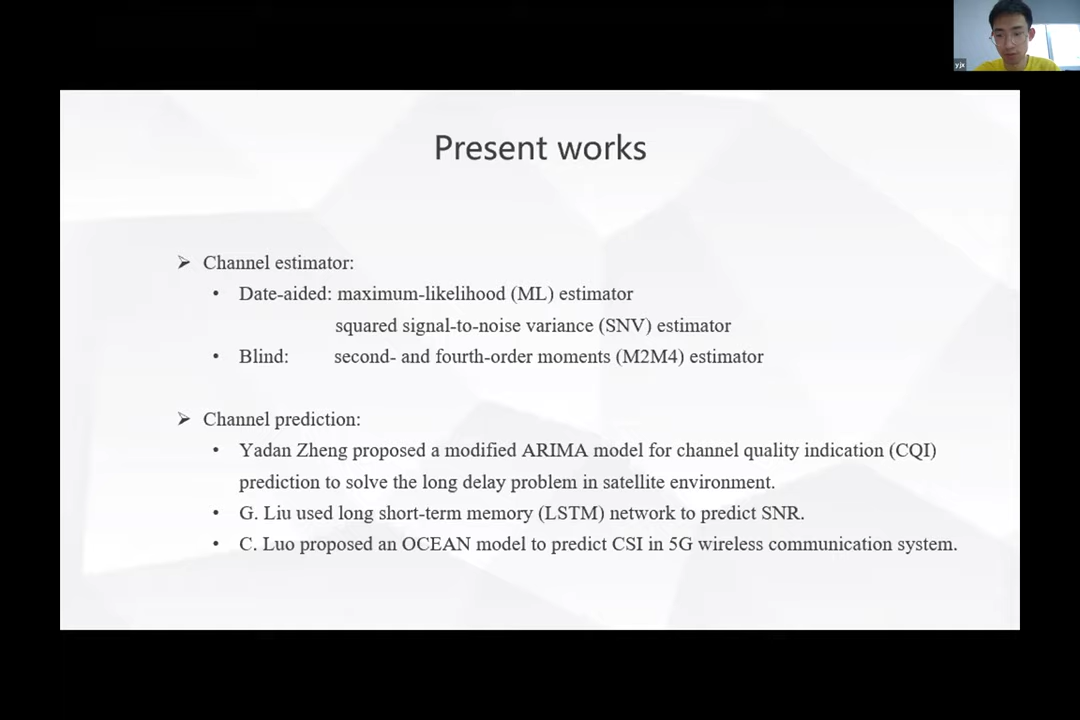 yjx
Present works
➢ Channel estimator:
• Date-aided: maximum-likelihood (ML) estimator
squared signal-to-noise variance (SNV) estimator
• Blind: second- and fourth-order moments (M2M4) estimator
➢ Channel prediction:
• Yadan Zheng proposed a modified ARIMA model for channel quality indication (CQI)
prediction to solve the long delay problem in satellite environment.
• G. Liu used long short-term memory (LSTM) network to predict SNR.
• C. Luo proposed an OCEAN model to predict CSI in 5G wireless communication system.